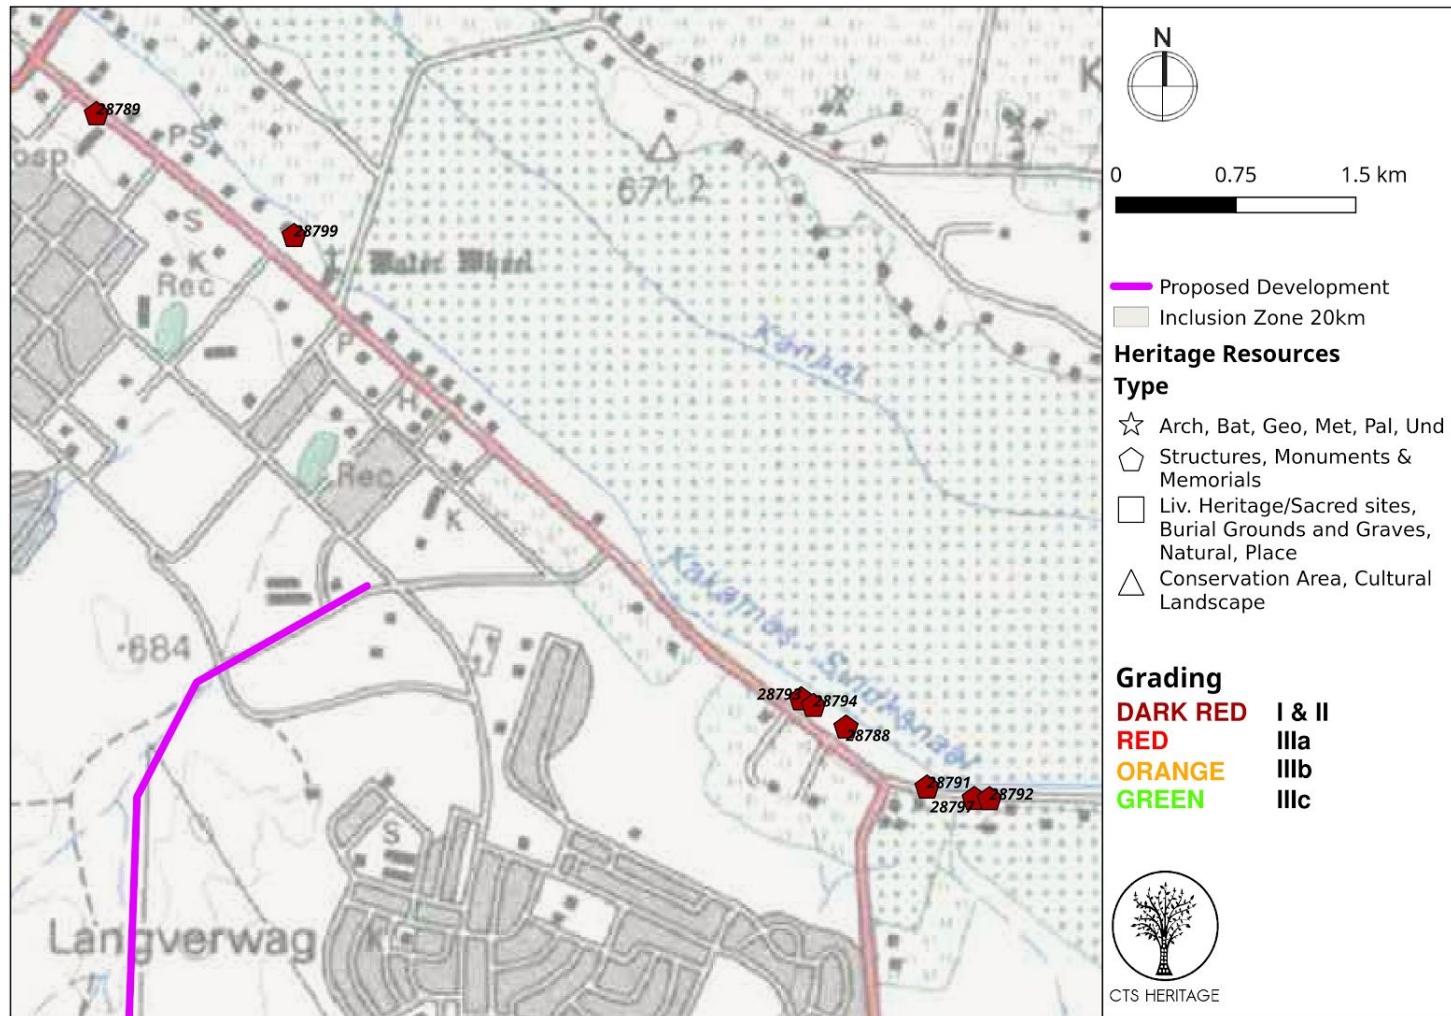 28789
PS
osp
671.2
S
28799
K
Rec
Water Wheel
P
Kanaal
H
Rec
K
Kakamas - Suidkanaal
·684
28793
28794
28788
28791
28797
28792
S
Langverwag
K
N
0 0.75 1.5 km
Proposed Development
Inclusion Zone 20km
Heritage Resources
Type
Arch, Bat, Geo, Met, Pal, Und
Structures, Monuments &
Memorials
Liv. Heritage/Sacred sites,
Burial Grounds and Graves,
Natural, Place
Conservation Area, Cultural
Landscape
Grading
DARK RED I & II
RED IIIa
ORANGE IIIb
GREEN IIIc
CTS HERITAGE